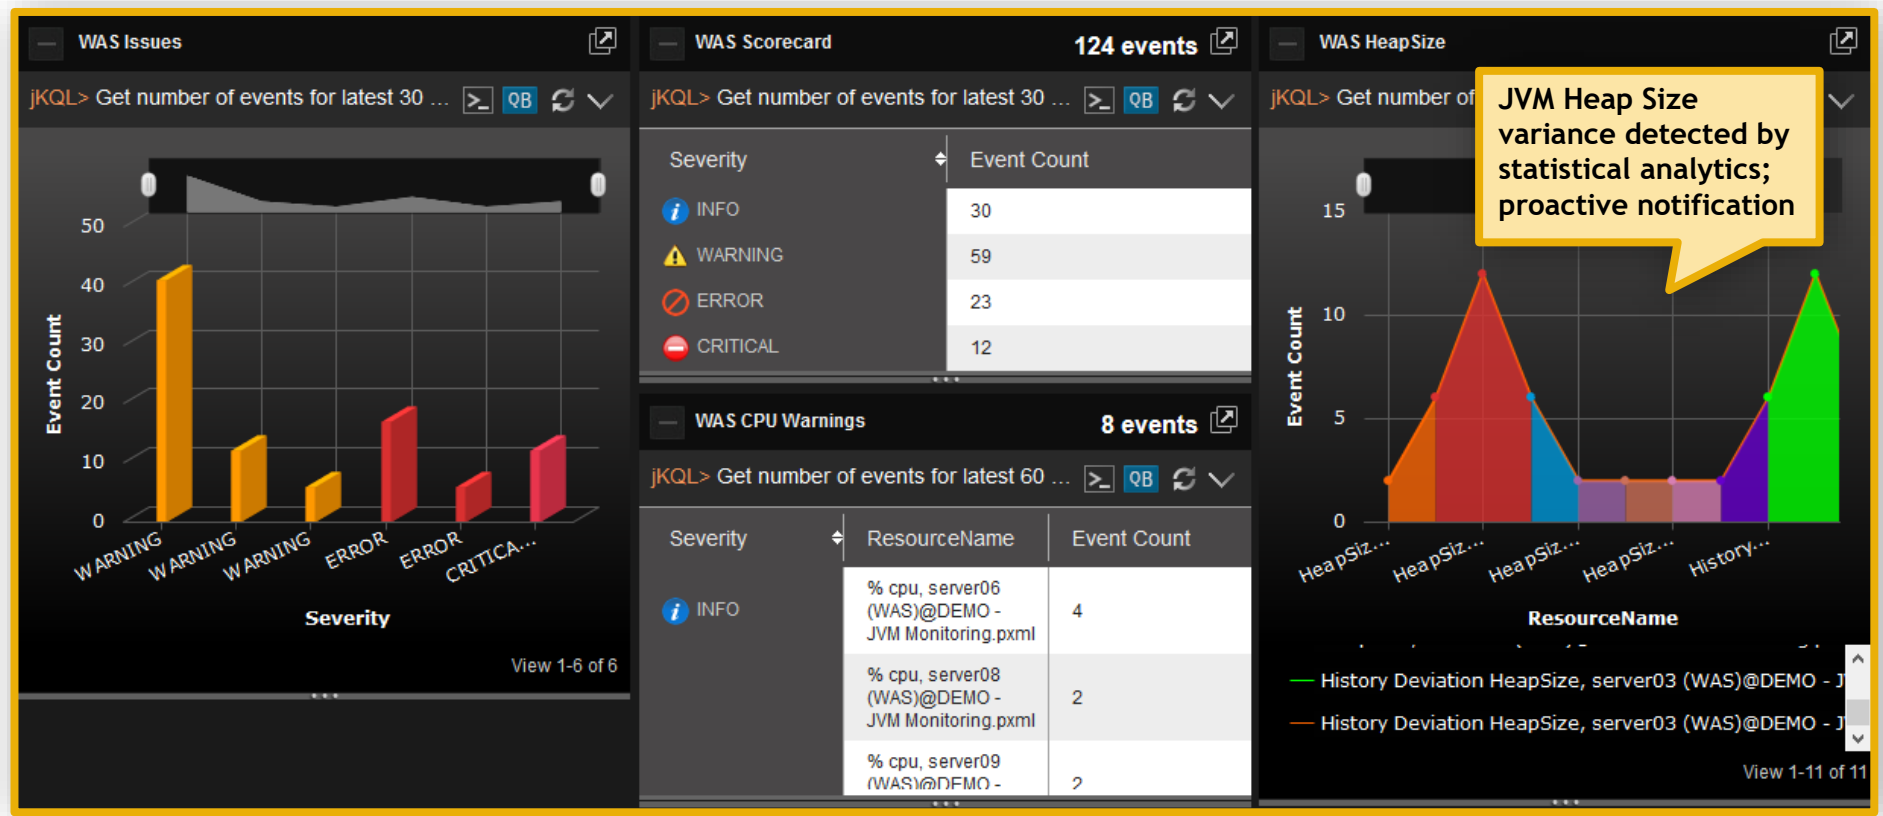 WAS Issues
jKQL> Get number of events for latest 30 ... >_ QB
50
40
30
20
10
0
Event Count
WARNING
WARNING
WARNING
ERROR
ERROR
CRITICA...
Severity
View 1-6 of 6
WAS Scorecard
124 events
jKQL> Get number of events for latest 30 ... >_ QB
Severity Event Count
INFO 30
WARNING 59
ERROR 23
CRITICAL 12
WAS CPU Warnings
8 events
jKQL> Get number of events for latest 60 ... >_ QB
Severity ResourceName Event Count
INFO
% cpu, server06
(WAS)@DEMO -
JVM Monitoring.pxml
4
% cpu, server08
(WAS)@DEMO -
JVM Monitoring.pxml
2
% cpu, server09
(WAS)@DEMO -
2
WAS HeapSize
jKQL> Get number of
JVM Heap Size
variance detected by
statistical analytics;
proactive notification
15
10
5
0
Event Count
HeapSiz...
HeapSiz...
HeapSiz...
HeapSiz...
History...
ResourceName
History Deviation HeapSize, server03 (WAS)@DEMO - J
History Deviation HeapSize, server03 (WAS)@DEMO - J
View 1-11 of 11